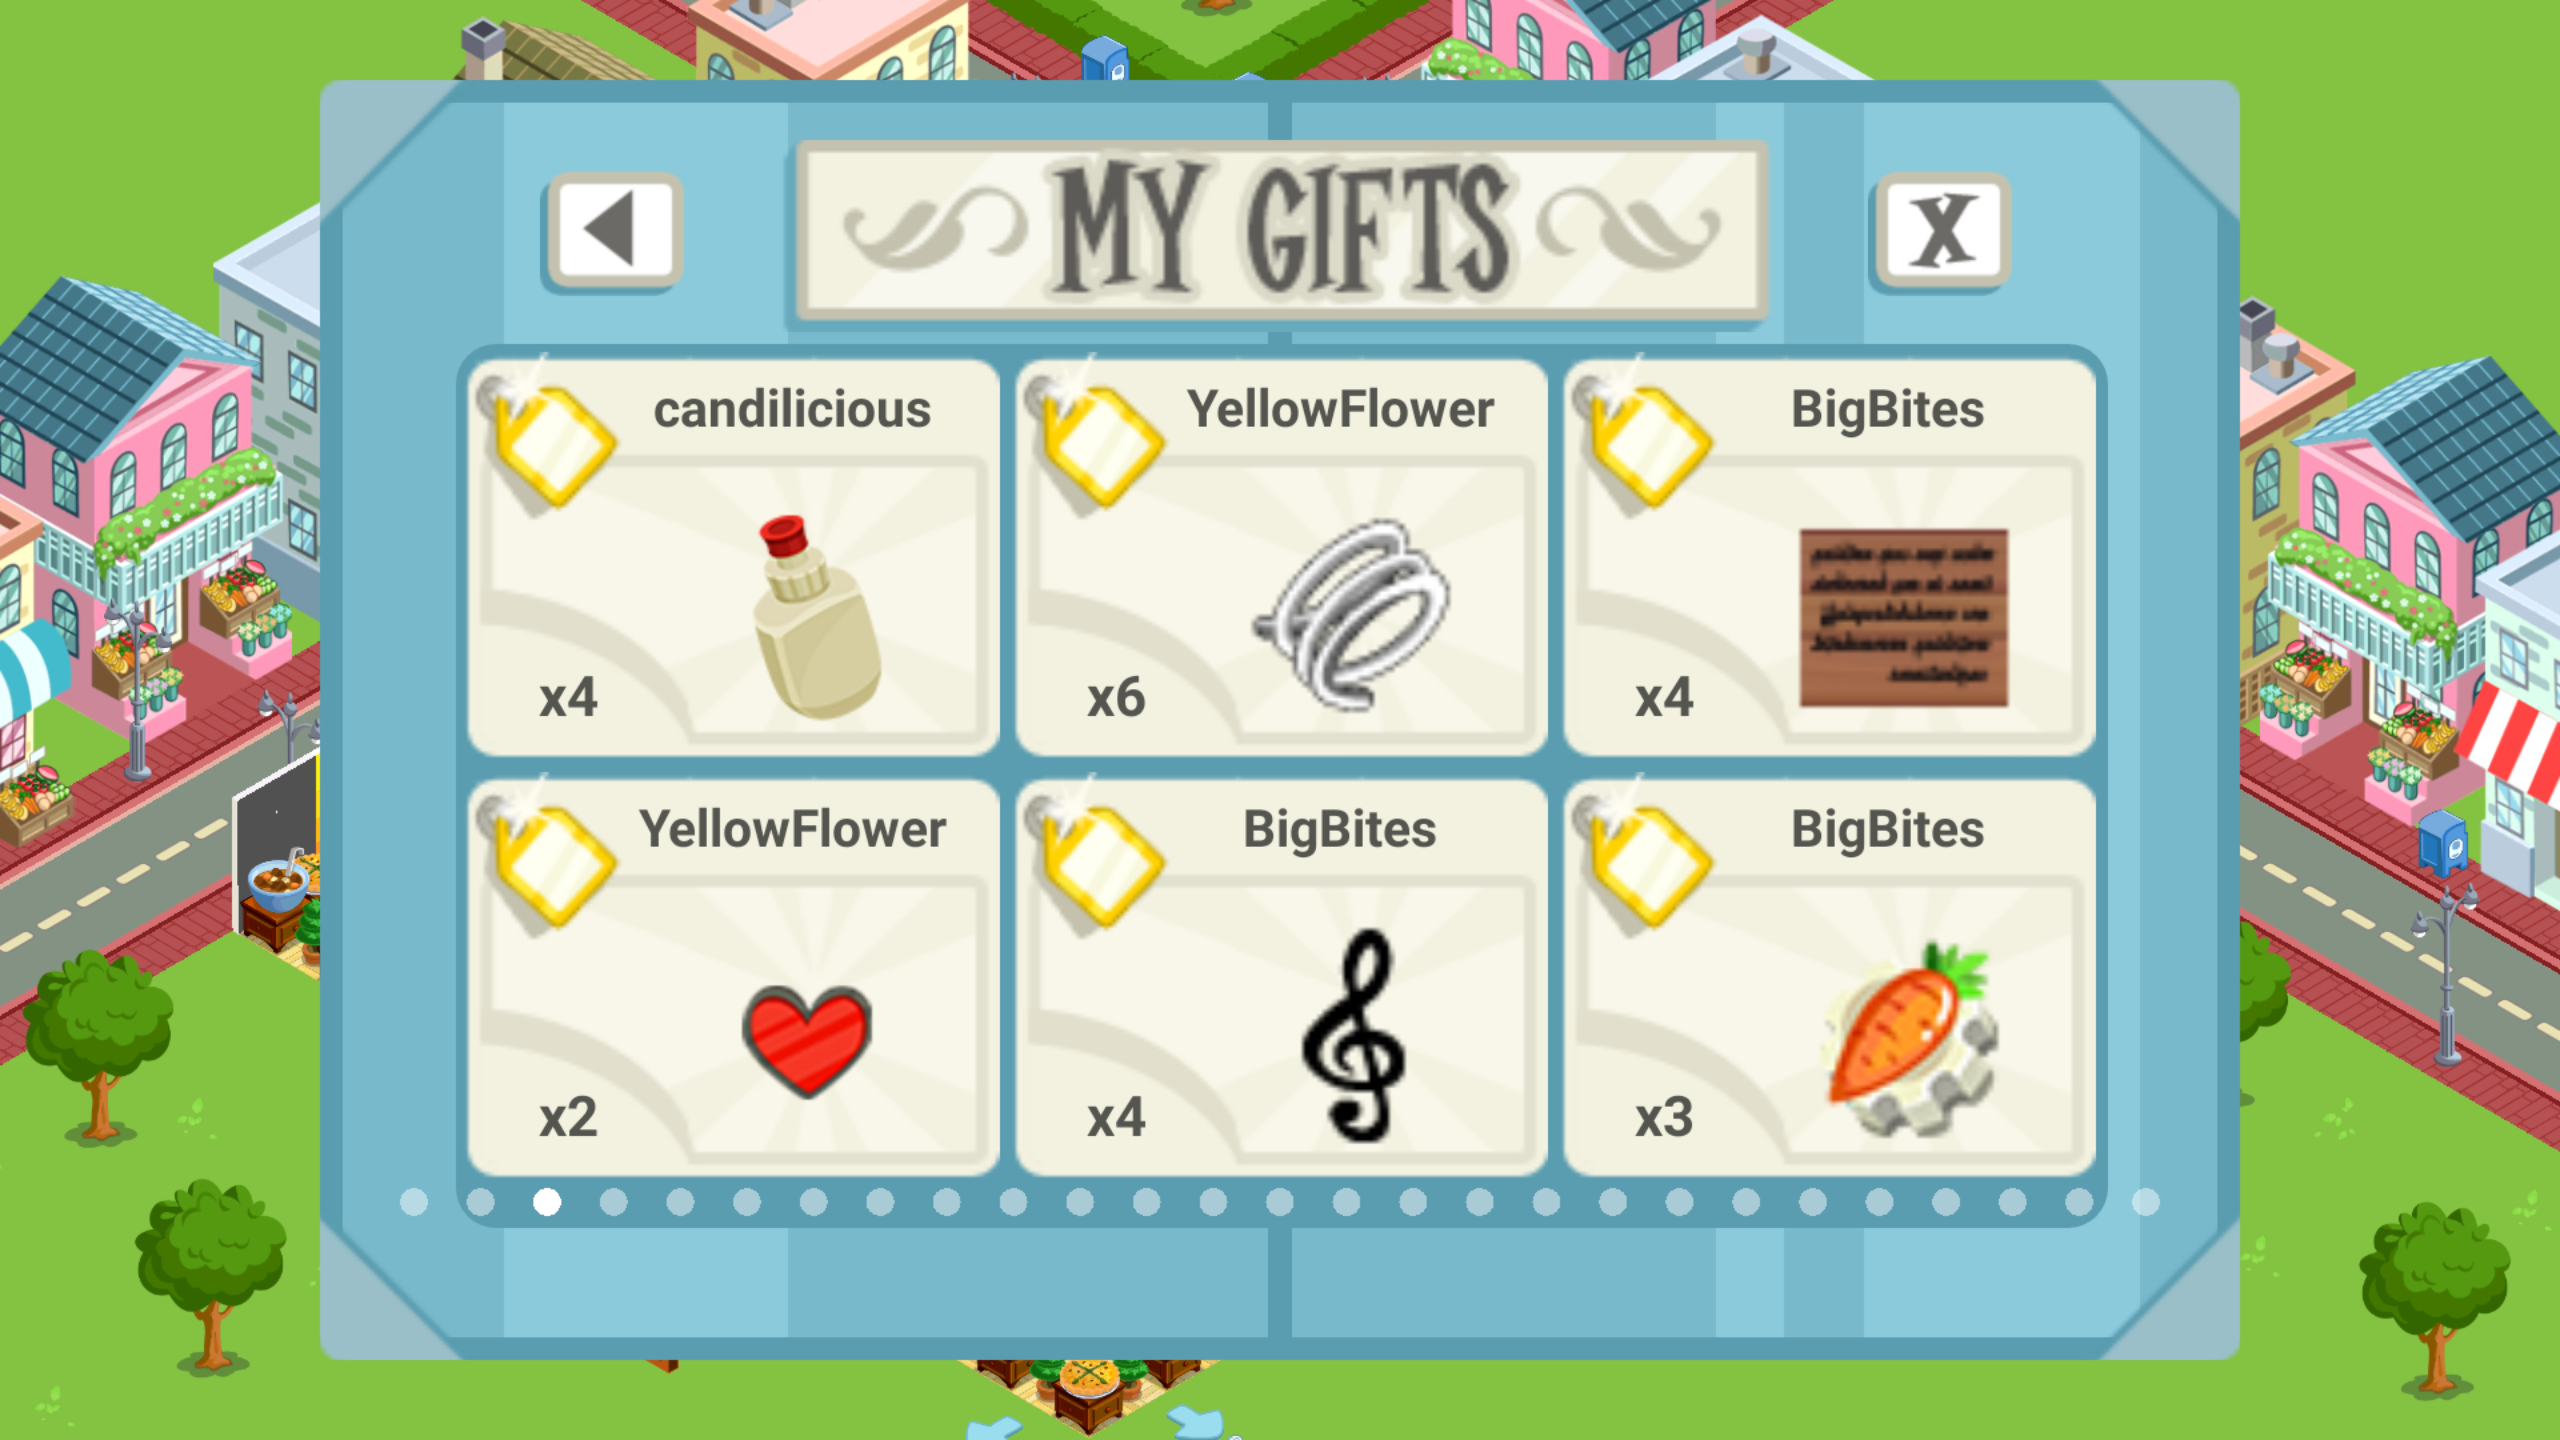 MY GIFTS
X
candilicious
x4
YellowFlower
x6
BigBites
x4
YellowFlower
x2
BigBites
x4
BigBites
x3